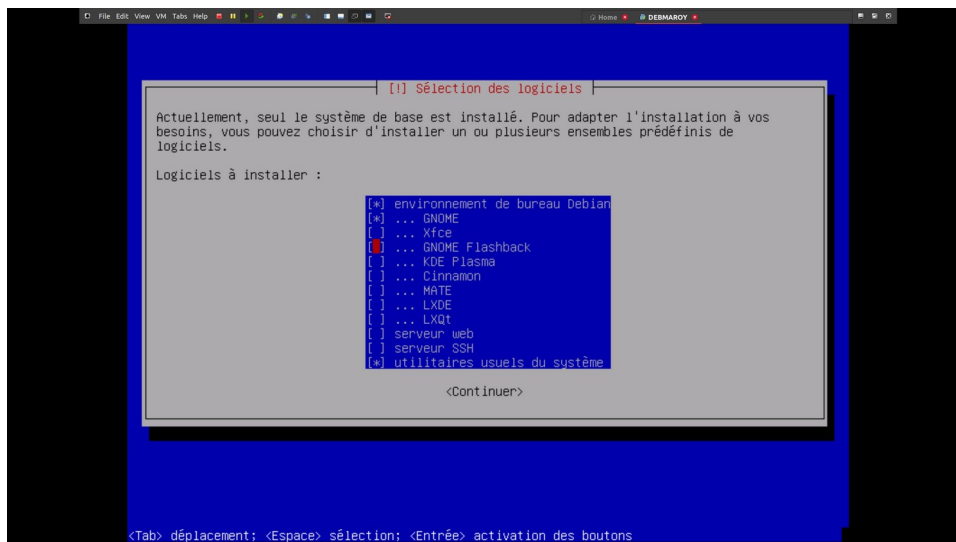 File Edit View VM Tabs Help Home DEBMAROY
[!] Sélection des logiciels
Actuellement, seul le système de base est installé. Pour adapter l'installation à vos
besoins, vous pouvez choisir d'installer un ou plusieurs ensembles prédéfinis de
logiciels.
Logiciels à installer :
[*] environnement de bureau Debian
[*] ... GNOME
[ ] ... Xfce
[ ] ... GNOME Flashback
[ ] ... KDE Plasma
[ ] ... Cinnamon
[ ] ... MATE
[ ] ... LXDE
[ ] ... LXQt
[ ] serveur web
[ ] serveur SSH
[*] utilitaires usuels du système
<Continuer>
<Tab> déplacement; <Espace> sélection; <Entrée> activation des boutons